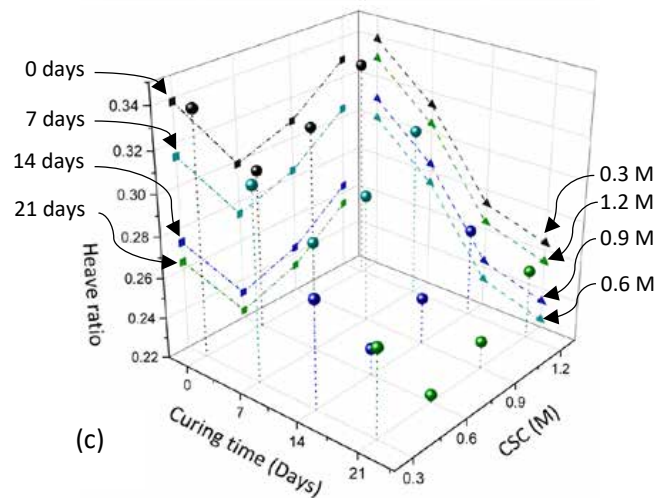 0 days
7 days
14 days
21 days
0.34
0.32
0.30
0.28
0.26
0.24
0.22
Heave ratio
0
7
14
21
Curing time (Days)
0.3
0.6
0.9
1.2
CSC (M)
0.3 M
1.2 M
0.9 M
0.6 M
(c)